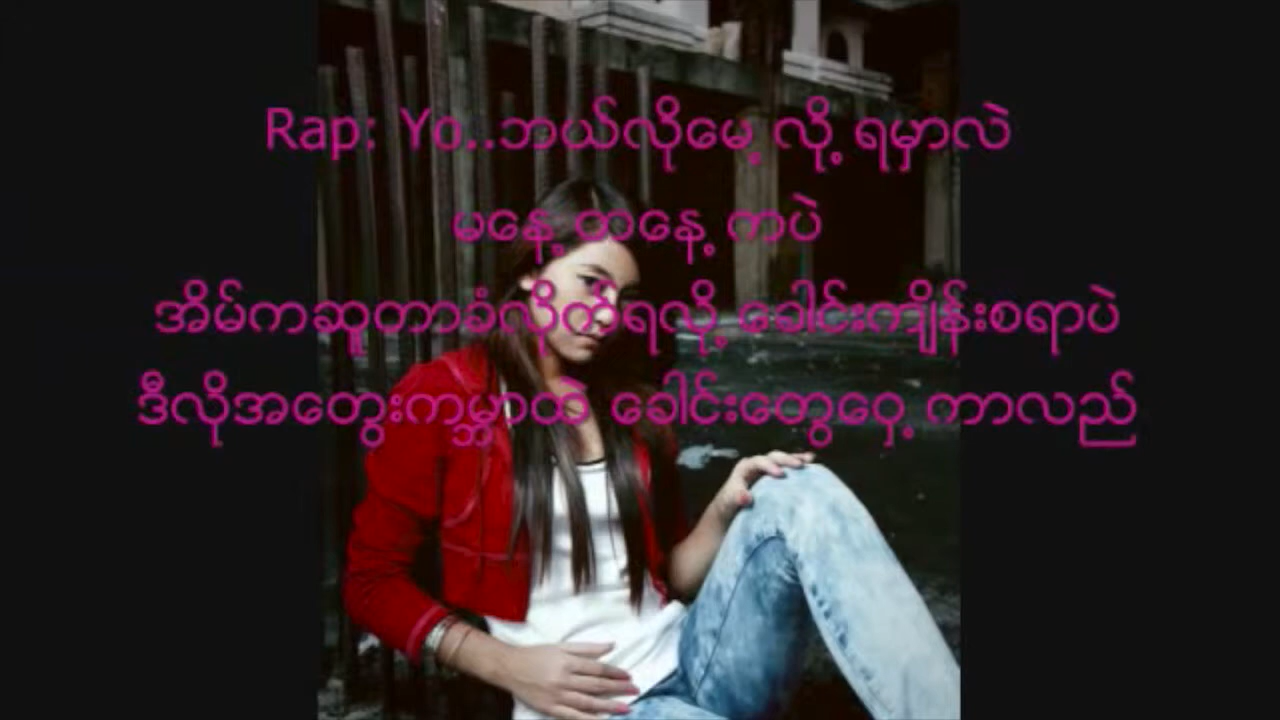 Rap: Yo..ဘယ်လိုမေ့ လို့ ရမှာလဲ
မနေ့ တနေ့ ကပဲ
အိမ်ကဆူတာခံလိုက်ရလို့ ခေါင်းကျိန်းစရာပဲ
ဒီလိုအတွေးကမ္ဘာထဲ ခေါင်းတွေဝှေ့ ကာလည်